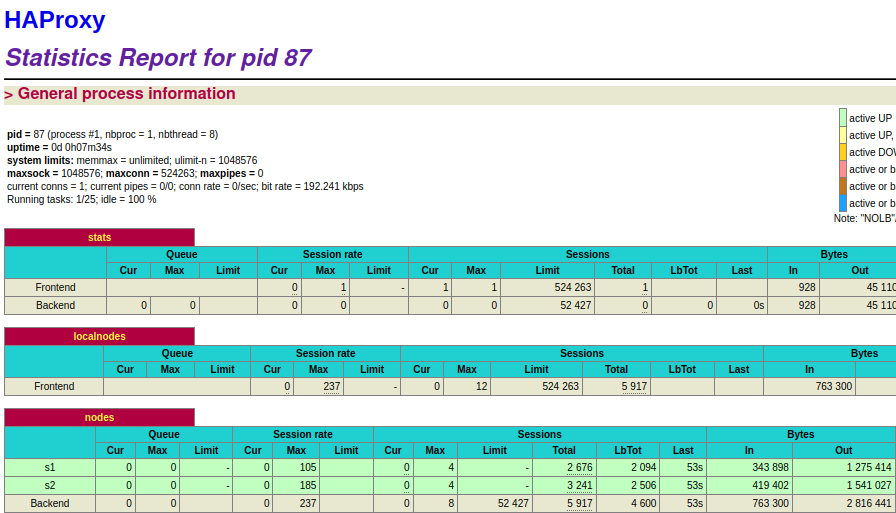 HAProxy
Statistics Report for pid 87
> General process information
pid = 87 (process #1, nbproc = 1, nbthread = 8)
uptime = 0d 0h07m34s
system limits: memmax = unlimited; ulimit-n = 1048576
maxsock = 1048576; maxconn = 524263; maxpipes = 0
current conns = 1; current pipes = 0/0; conn rate = 0/sec; bit rate = 192.241 kbps
Running tasks: 1/25; idle = 100 %
active UP
active UP,
active DOW
active or b
active or b
active or b
Note: "NOLB"/
stats
Queue Session rate Sessions Bytes
Cur Max Limit Cur Max Limit Cur Max Limit Total LbTot Last In Out
Frontend 0 1 - 1 1 524 263 1 928 45 110
Backend 0 0 0 0 0 0 52 427 0 0 0s 928 45 110
localnodes
Queue Session rate Sessions Bytes
Cur Max Limit Cur Max Limit Cur Max Limit Total LbTot Last In
Frontend 0 237 - 0 12 524 263 5 917 763 300
nodes
Queue Session rate Sessions Bytes
Cur Max Limit Cur Max Limit Cur Max Limit Total LbTot Last In Out
s1 0 0 - 0 105 0 4 - 2 676 2 094 53s 343 898 1 275 414
s2 0 0 - 0 185 0 4 - 3 241 2 506 53s 419 402 1 541 027
Backend 0 0 0 237 0 8 52 427 5 917 4 600 53s 763 300 2 816 441